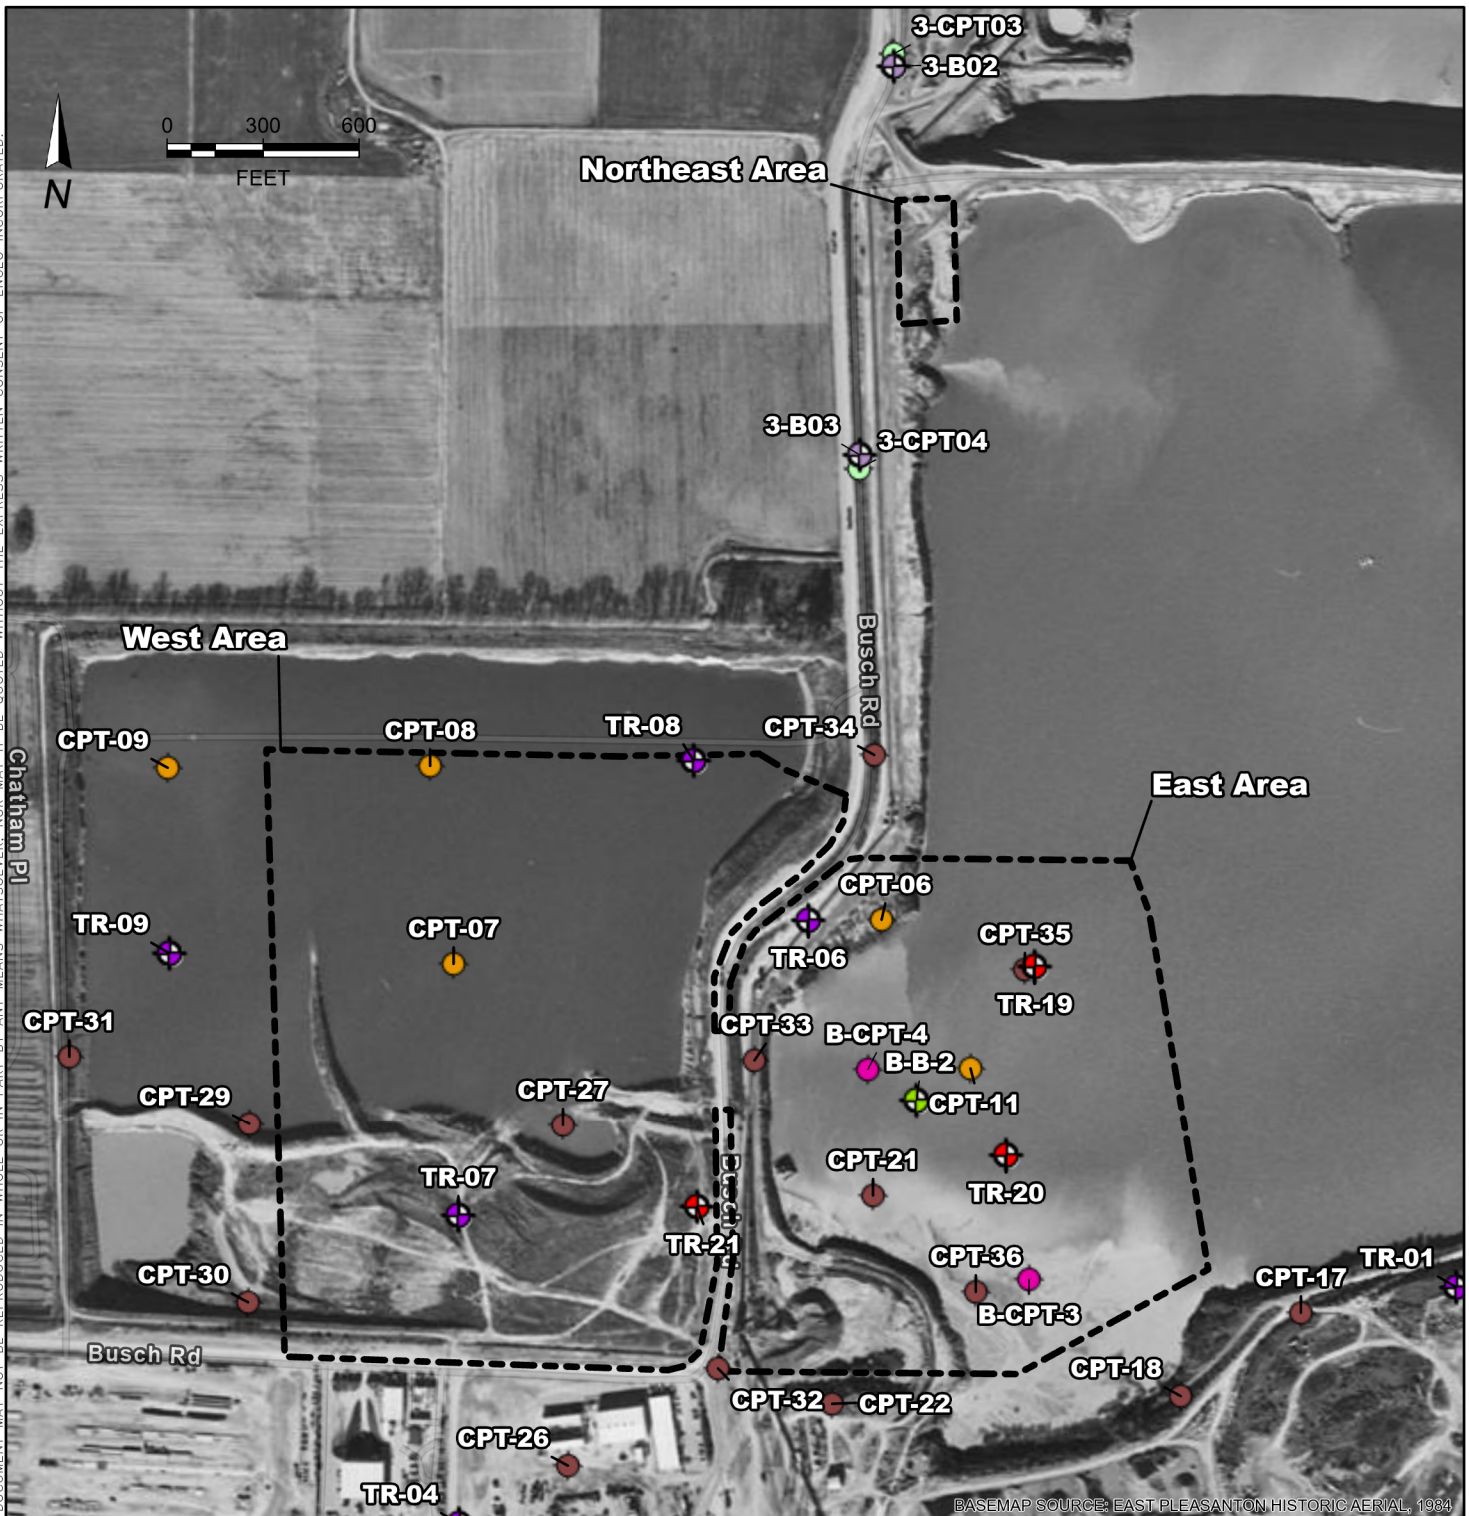 3-CPT03
3-B02
0 300 600
FEET
N
Northeast Area
3-B03
3-CPT04
West Area
Busch Rd
CPT-09
CPT-08
TR-08
CPT-34
Chatham Pl
East Area
CPT-06
TR-09
CPT-07
TR-06
CPT-35
TR-19
CPT-31
CPT-33
B-CPT-4
B-B-2
CPT-11
CPT-29
CPT-27
CPT-21
TR-07
TR-20
Busch Rd
TR-21
CPT-30
CPT-36
B-CPT-3
CPT-17
TR-01
Busch Rd
CPT-18
CPT-32
CPT-22
CPT-26
TR-04
BASEMAP SOURCE: EAST PLEASANTON HISTORIC AERIAL, 1984